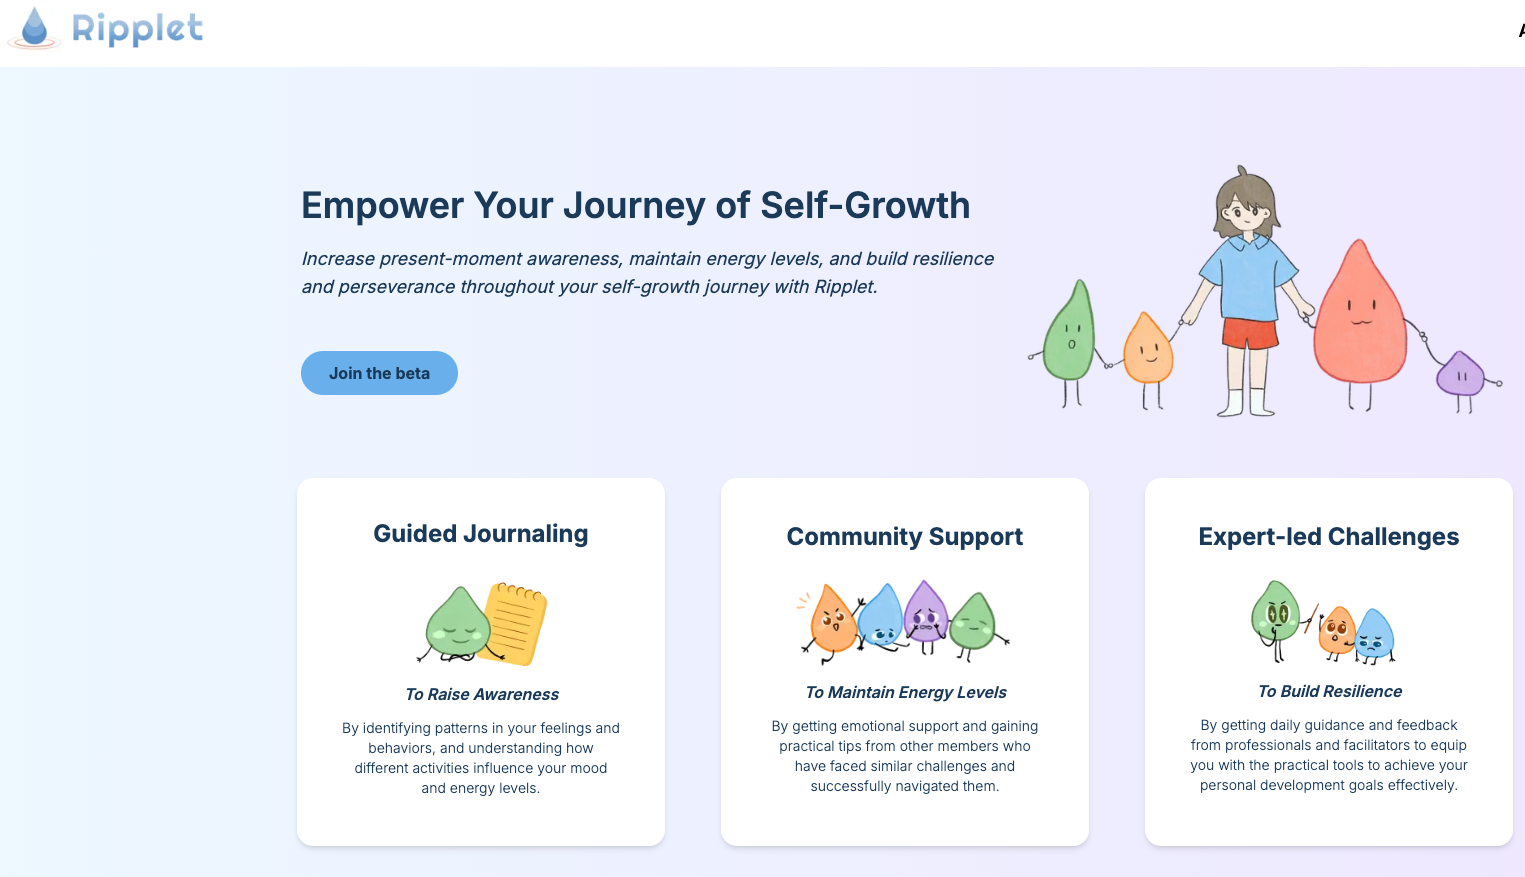 Ripplet
A
Empower Your Journey of Self-Growth
Increase present-moment awareness, maintain energy levels, and build resilience
and perseverance throughout your self-growth journey with Ripplet.
Join the beta
Guided Journaling
To Raise Awareness
By identifying patterns in your feelings and
behaviors, and understanding how
different activities influence your mood
and energy levels.
Community Support
To Maintain Energy Levels
By getting emotional support and gaining
practical tips from other members who
have faced similar challenges and
successfully navigated them.
Expert-led Challenges
To Build Resilience
By getting daily guidance and feedback
from professionals and facilitators to equip
you with the practical tools to achieve your
personal development goals effectively.